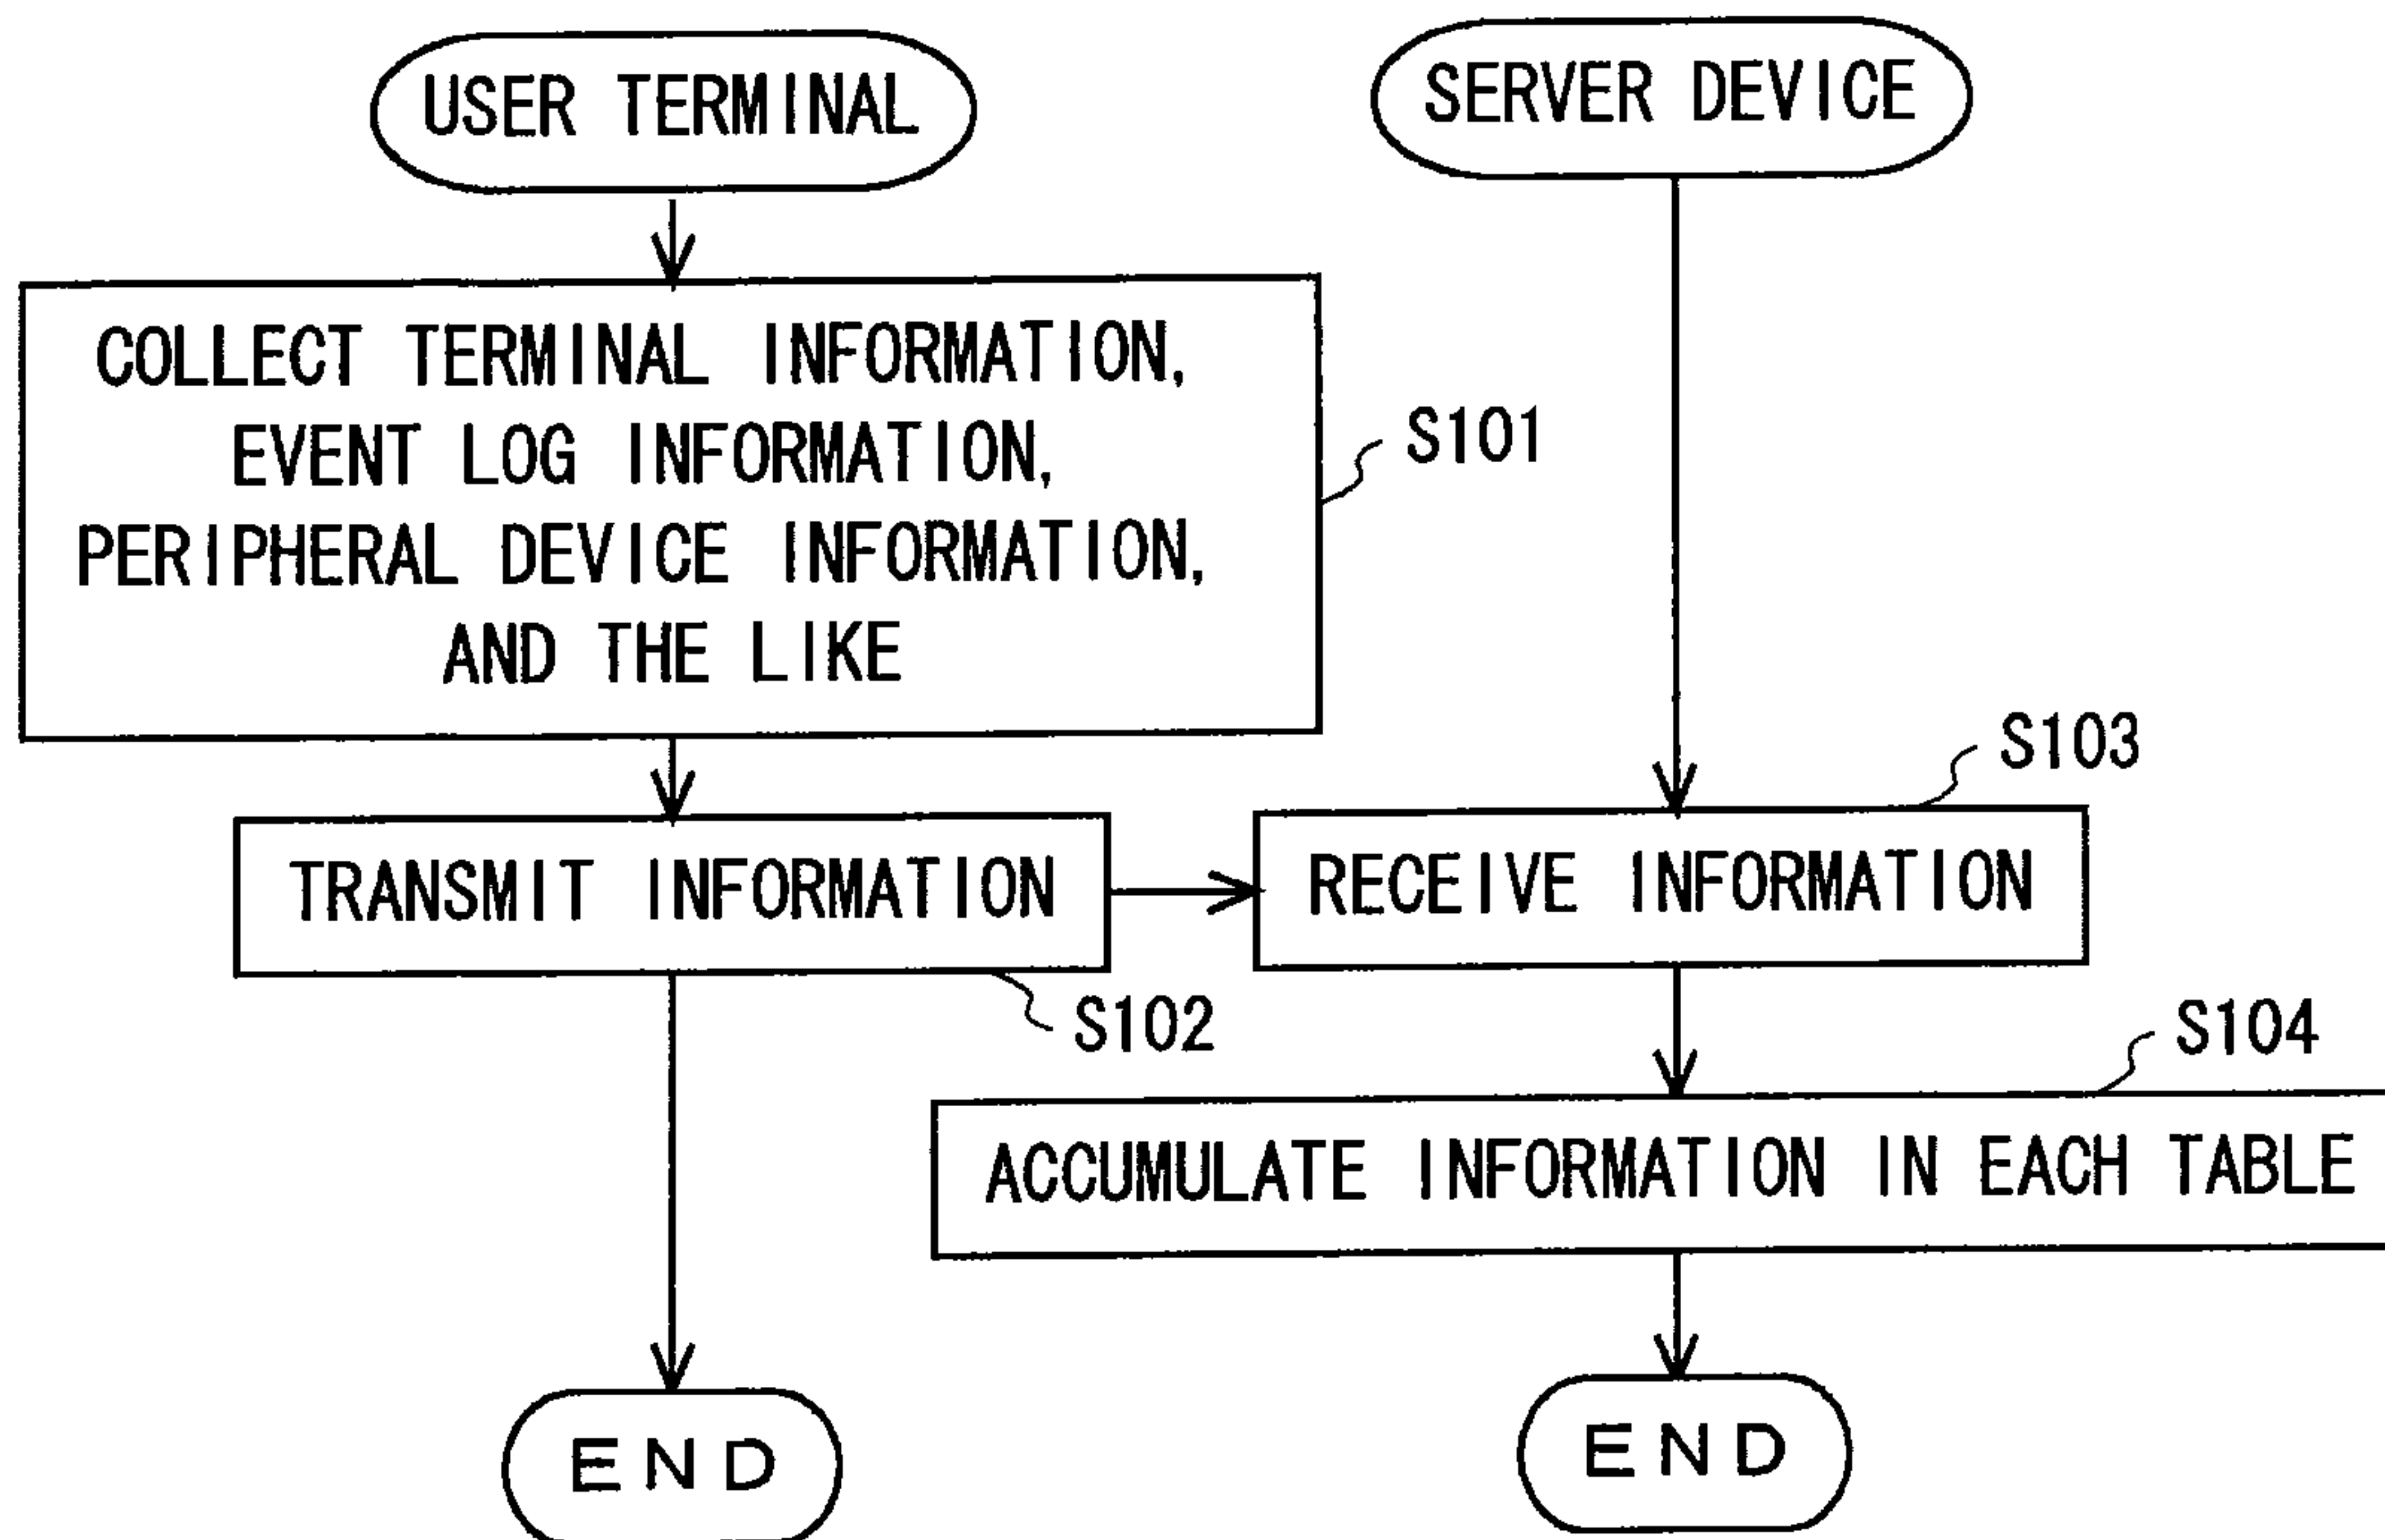 USER TERMINAL
SERVER DEVICE
COLLECT TERMINAL INFORMATION,
EVENT LOG INFORMATION,
PERIPHERAL DEVICE INFORMATION,
AND THE LIKE
S101
S103
TRANSMIT INFORMATION
RECEIVE INFORMATION
S102
S104
ACCUMULATE INFORMATION IN EACH TABLE
END
END